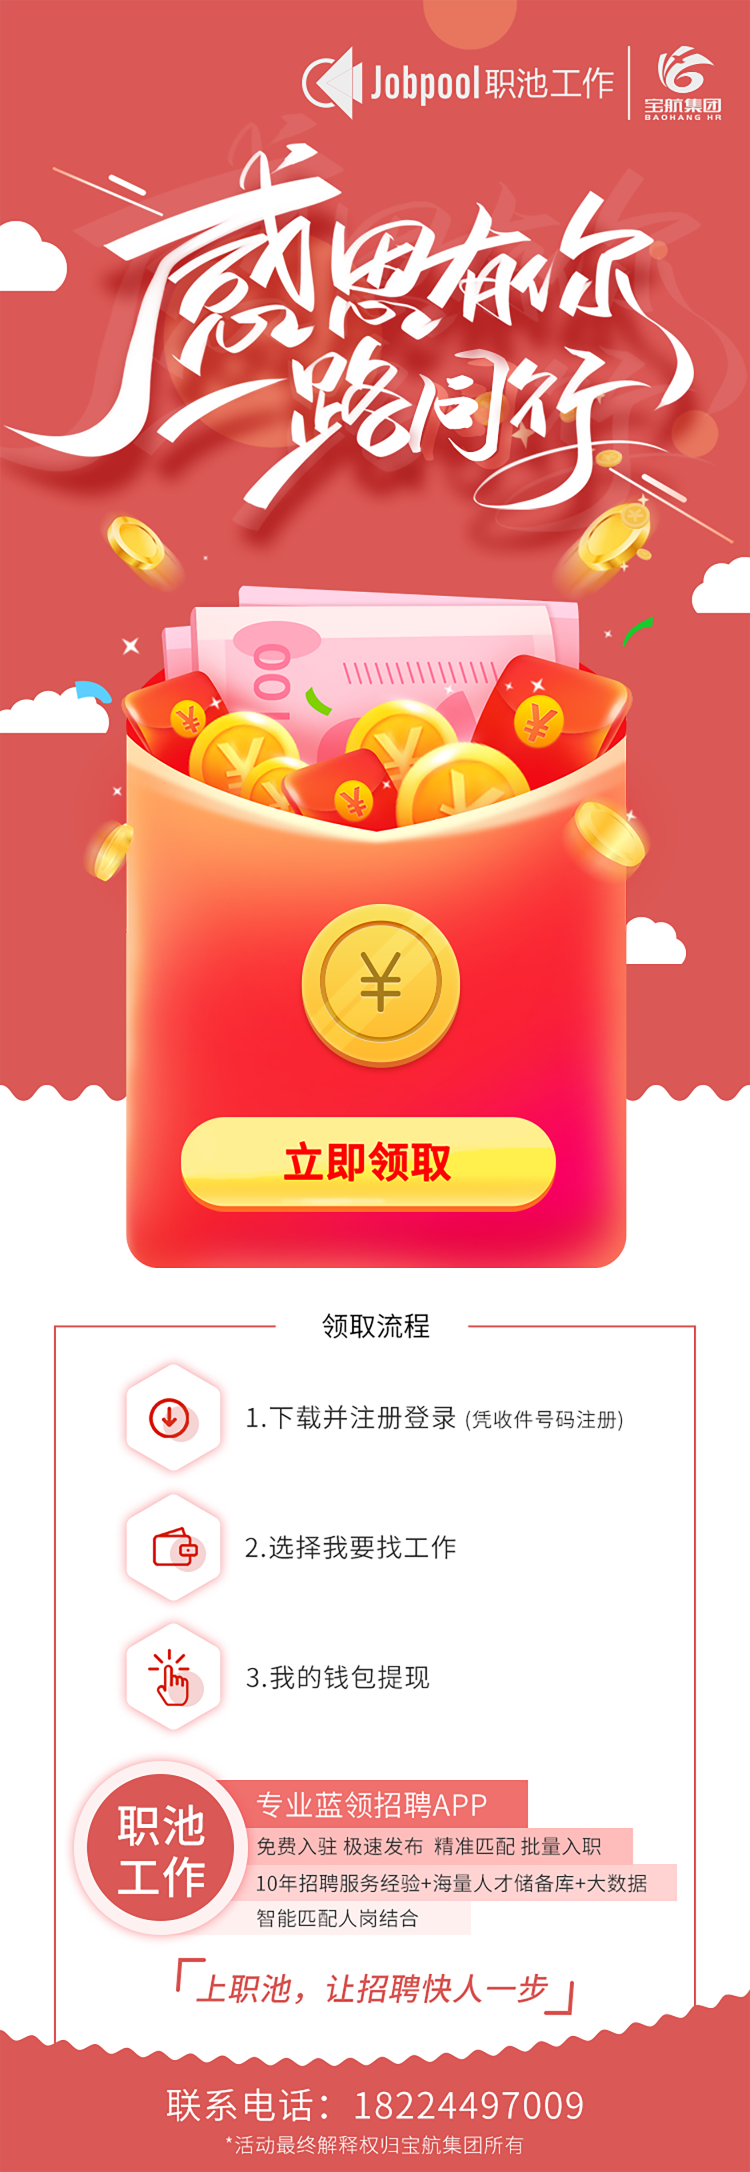 Jobpool 职池工作
宝航集团
BAOHANG HR
感恩有你
一路同行
100
¥
¥
¥
¥
¥
¥
¥
¥
立即领取
领取流程
1.下载并注册登录 (凭收件号码注册)
2.选择我要找工作
3.我的钱包提现
职池
工作
专业蓝领招聘APP
免费入驻 极速发布 精准匹配 批量入职
10年招聘服务经验+海量人才储备库+大数据
智能匹配人岗结合
「上职池，让招聘快人一步」
联系电话：18224497009
*活动最终解释权归宝航集团所有